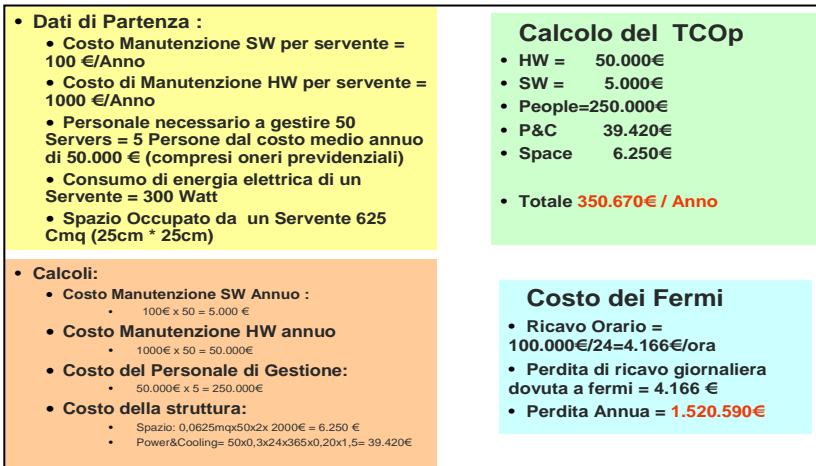 • Dati di Partenza :
• Costo Manutenzione SW per servente =
100 €/Anno
• Costo di Manutenzione HW per servente =
1000 €/Anno
• Personale necessario a gestire 50
Servers = 5 Persone dal costo medio annuo
di 50.000 € (compresi oneri previdenziali)
• Consumo di energia elettrica di un
Servente = 300 Watt
• Spazio Occupato da un Servente 625
Cmq (25cm * 25cm)
• Calcoli:
• Costo Manutenzione SW Annuo :
• 100€ x 50 = 5.000 €
• Costo Manutenzione HW annuo
• 1000€ x 50 = 50.000€
• Costo del Personale di Gestione:
• 50.000€ x 5 = 250.000€
• Costo della struttura:
• Spazio: 0,0625mqx50x2x 2000€ = 6.250 €
• Power&Cooling= 50x0,3x24x365x0,20x1,5= 39.420€
Calcolo del TCOp
• HW = 50.000€
• SW = 5.000€
• People=250.000€
• P&C 39.420€
• Space 6.250€
• Totale 350.670€ / Anno
Costo dei Fermi
• Ricavo Orario =
100.000€/24=4.166€/ora
• Perdita di ricavo giornaliera
dovuta a fermi = 4.166 €
• Perdita Annua = 1.520.590€